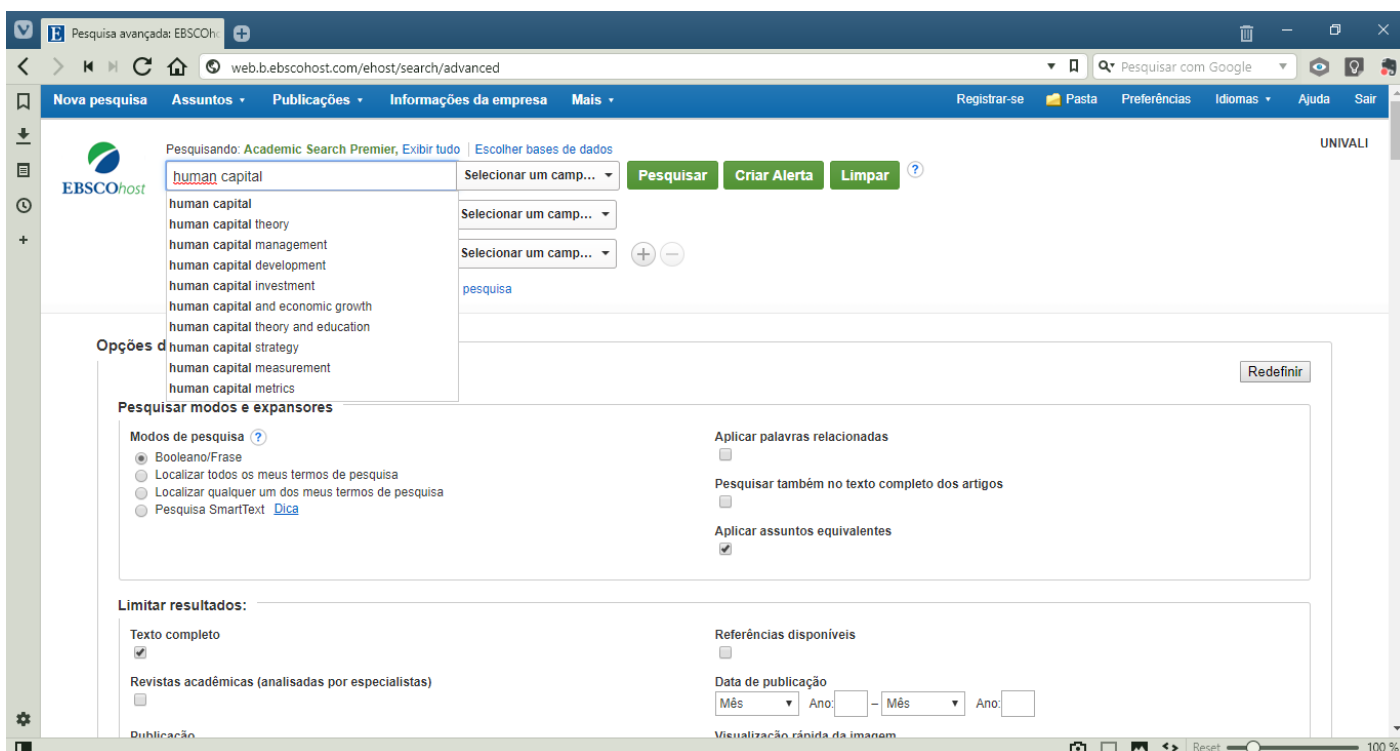 Pesquisa avançada: EBSCOho
web.b.ebscohost.com/ehost/search/advanced
Pesquisar com Google
Nova pesquisa Assuntos Publicações Informações da empresa Mais Registrar-se Pasta Preferências Idiomas Ajuda Sair
UNIVALI
EBSCOhost
Pesquisando: Academic Search Premier, Exibir tudo | Escolher bases de dados
human capital Selecionar um camp... Pesquisar Criar Alerta Limpar ?
human capital
human capital theory
Selecionar um camp...
human capital management
human capital development
Selecionar um camp...
human capital investment
human capital and economic growth
pesquisa
human capital theory and education
human capital strategy
human capital measurement
human capital metrics
Opções d
Redefinir
Pesquisar modos e expansores
Modos de pesquisa ?
Booleano/Frase
Localizar todos os meus termos de pesquisa
Localizar qualquer um dos meus termos de pesquisa
Pesquisa SmartText Dica
Aplicar palavras relacionadas
Pesquisar também no texto completo dos artigos
Aplicar assuntos equivalentes
Limitar resultados:
Texto completo
Revistas acadêmicas (analisadas por especialistas)
Publicação
Referências disponíveis
Data de publicação
Mês Ano: – Mês Ano:
Visualização rápida da imagem
Reset 100 %